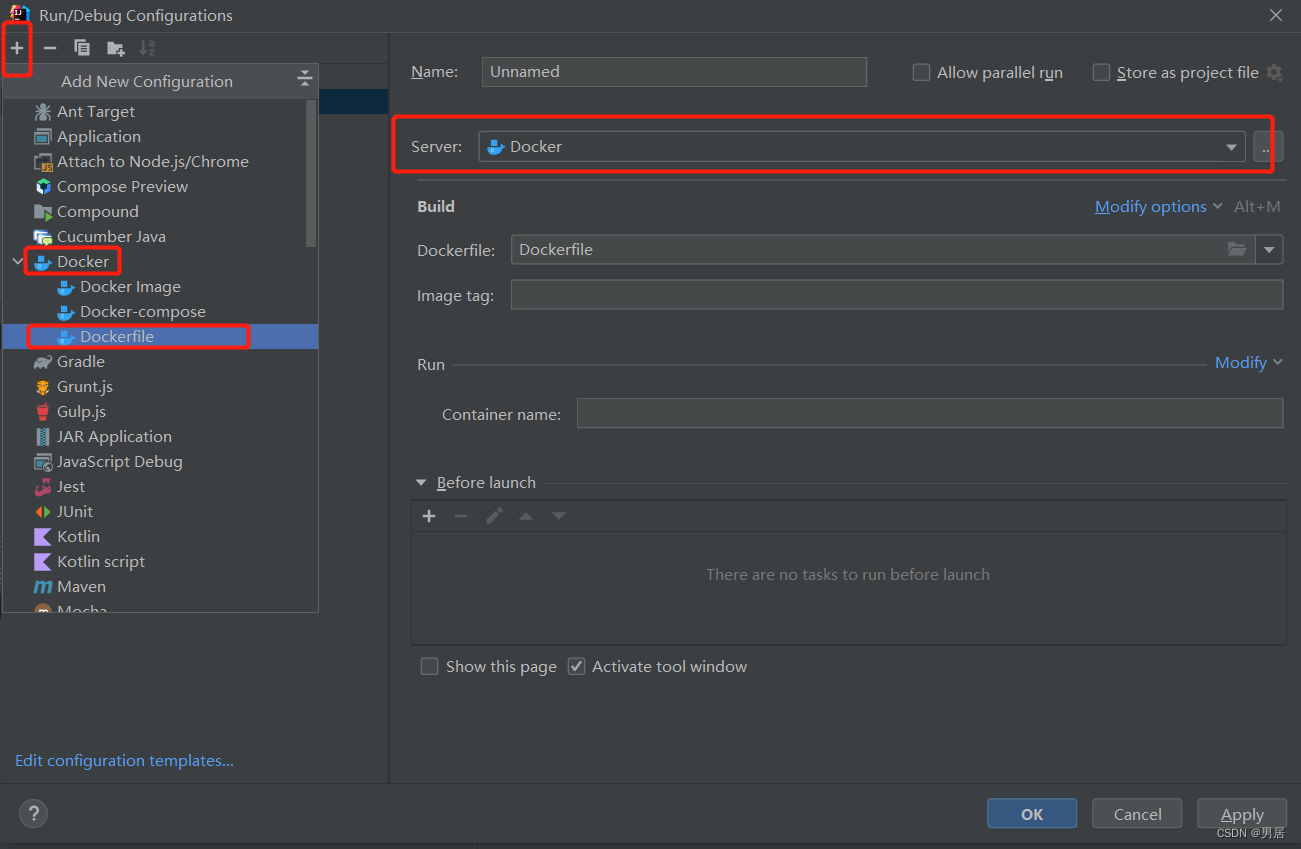 Run/Debug Configurations
Add New Configuration
Ant Target
Application
Attach to Node.js/Chrome
Compose Preview
Compound
Cucumber Java
Docker
Docker Image
Docker-compose
Dockerfile
Gradle
Grunt.js
Gulp.js
JAR Application
JavaScript Debug
Jest
JUnit
Kotlin
Kotlin script
Maven
Mocha
Edit configuration templates...
Name: Unnamed Allow parallel run Store as project file
Server: Docker ...
Build Modify options Alt+M
Dockerfile: Dockerfile
Image tag:
Run Modify
Container name:
Before launch
There are no tasks to run before launch
Show this page Activate tool window
? OK Cancel Apply
CSDN @男居